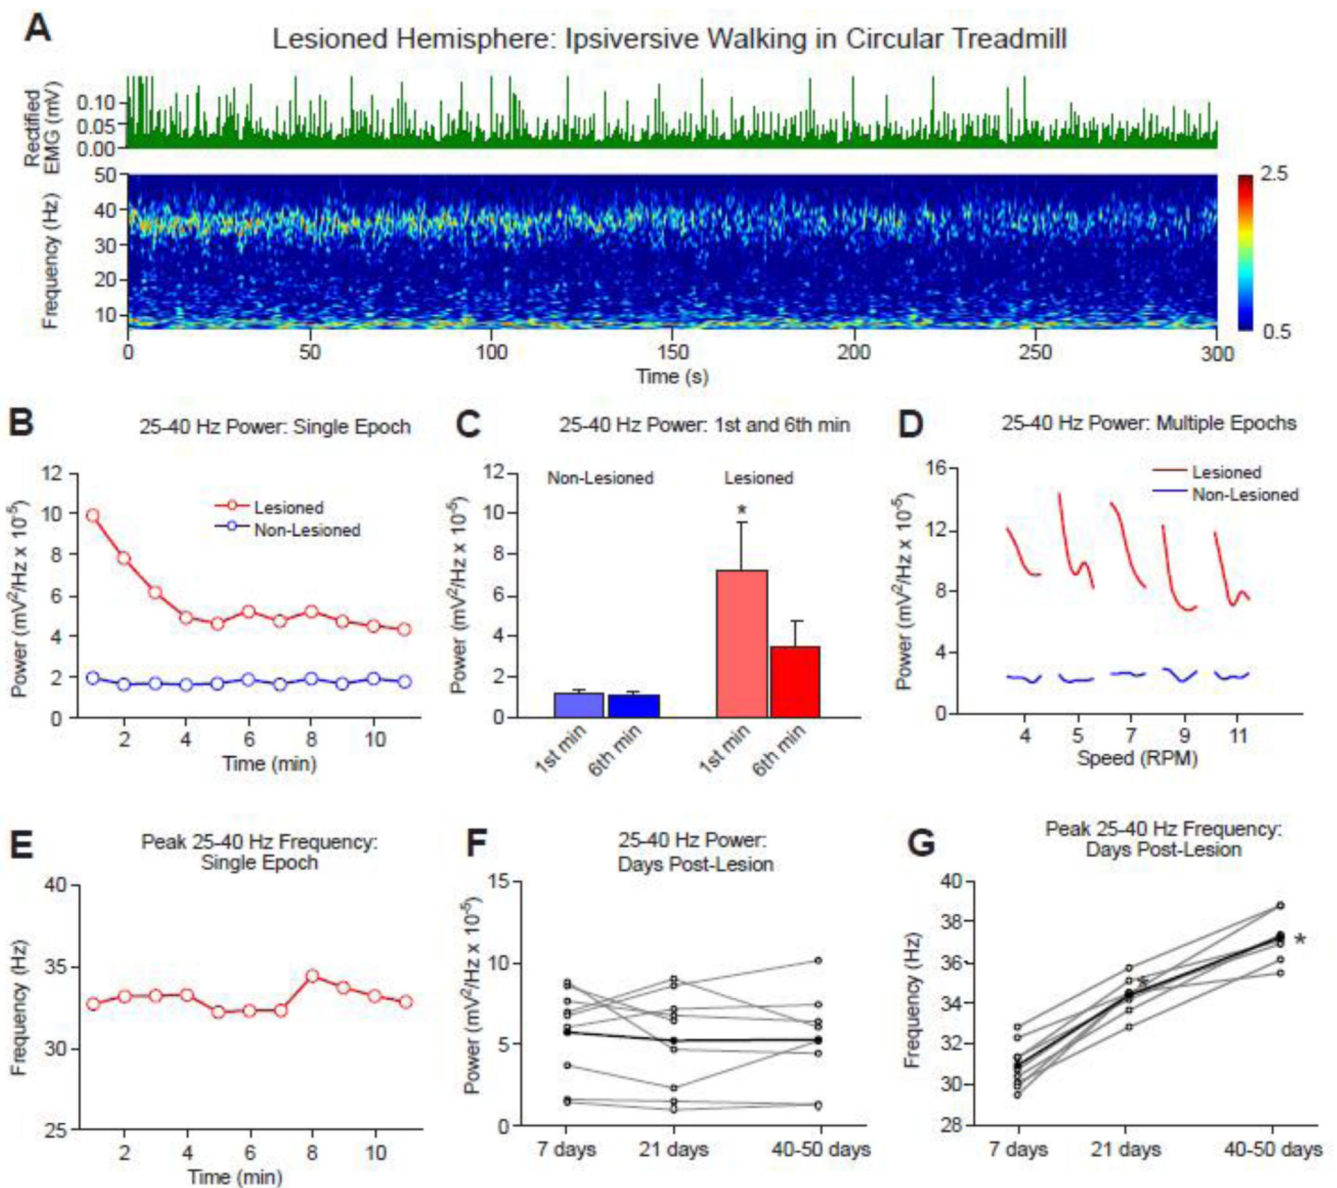 A
Lesioned Hemisphere: Ipsiversive Walking in Circular Treadmill
Rectified
EMG (mV)
0.10
0.05
0.00
Frequency (Hz)
50
40
30
20
10
2.5
0.5
0 50 100 150 200 250 300
Time (s)
B
25-40 Hz Power: Single Epoch
Power (mV²/Hz x 10⁻⁵)
12
10
8
6
4
2
0
Lesioned
Non-Lesioned
2 4 6 8 10
Time (min)
C
25-40 Hz Power: 1st and 6th min
Power (mV²/Hz x 10⁻⁵)
12
10
8
6
4
2
0
Non-Lesioned Lesioned
*
1st min 6th min 1st min 6th min
D
25-40 Hz Power: Multiple Epochs
Power (mV²/Hz x 10⁻⁵)
16
12
8
4
0
Lesioned
Non-Lesioned
4 5 7 9 11
Speed (RPM)
E
Peak 25-40 Hz Frequency:
Single Epoch
Frequency (Hz)
40
35
30
25
2 4 6 8 10
Time (min)
F
25-40 Hz Power:
Days Post-Lesion
Power (mV²/Hz x 10⁻⁵)
15
10
5
0
7 days 21 days 40-50 days
G
Peak 25-40 Hz Frequency:
Days Post-Lesion
Frequency (Hz)
40
38
36
34
32
30
28
*
*
7 days 21 days 40-50 days